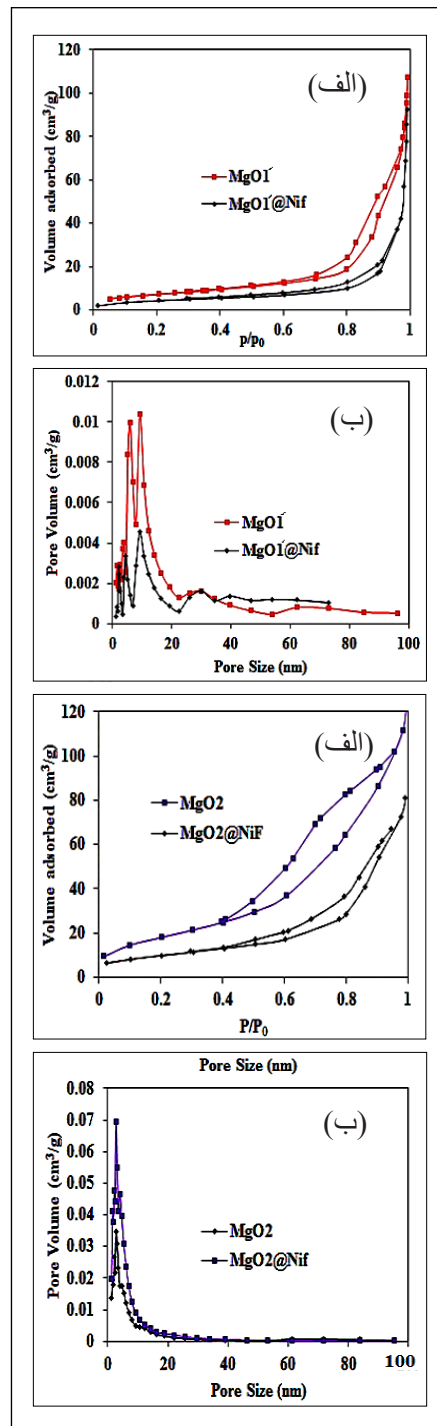 (الف)
Volume adsorbed (cm³/g)
120
100
80
60
40
20
0
MgO1´
MgO1´@Nif
0 0.2 0.4 0.6 0.8 1
p/p₀
(ب)
Pore Volume (cm³/g)
0.012
0.01
0.008
0.006
0.004
0.002
0
MgO1´
MgO1´@Nif
0 20 40 60 80 100
Pore Size (nm)
(الف)
Volume adsorbed (cm³/g)
120
100
80
60
40
20
0
MgO2
MgO2@NiF
0 0.2 0.4 0.6 0.8 1
P/P₀
Pore Size (nm)
(ب)
Pore Volume (cm³/g)
0.08
0.07
0.06
0.05
0.04
0.03
0.02
0.01
0
MgO2
MgO2@Nif
0 20 40 60 80 100
Pore Size (nm)